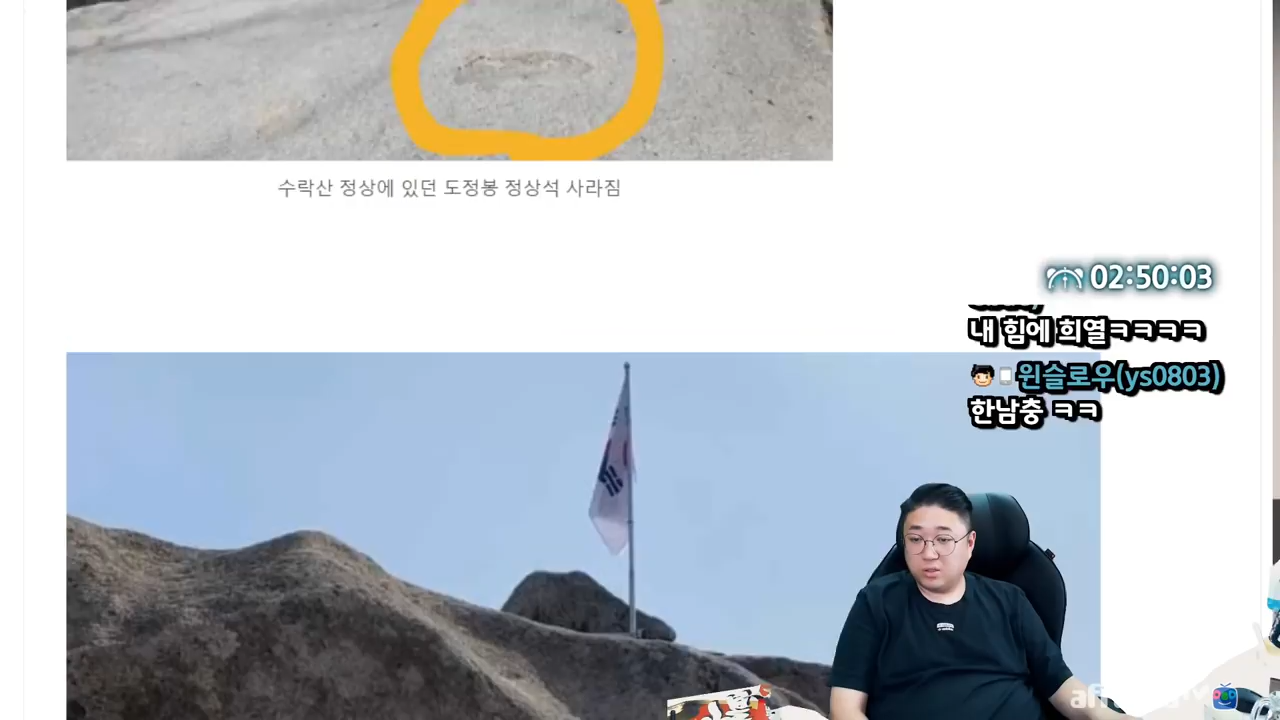 수락산 정상에 있던 도정봉 정상석 사라짐
02:50:03
내 힘에 희열ㅋㅋㅋㅋ
윈슬로우(ys0803)
한남충 ㅋㅋ